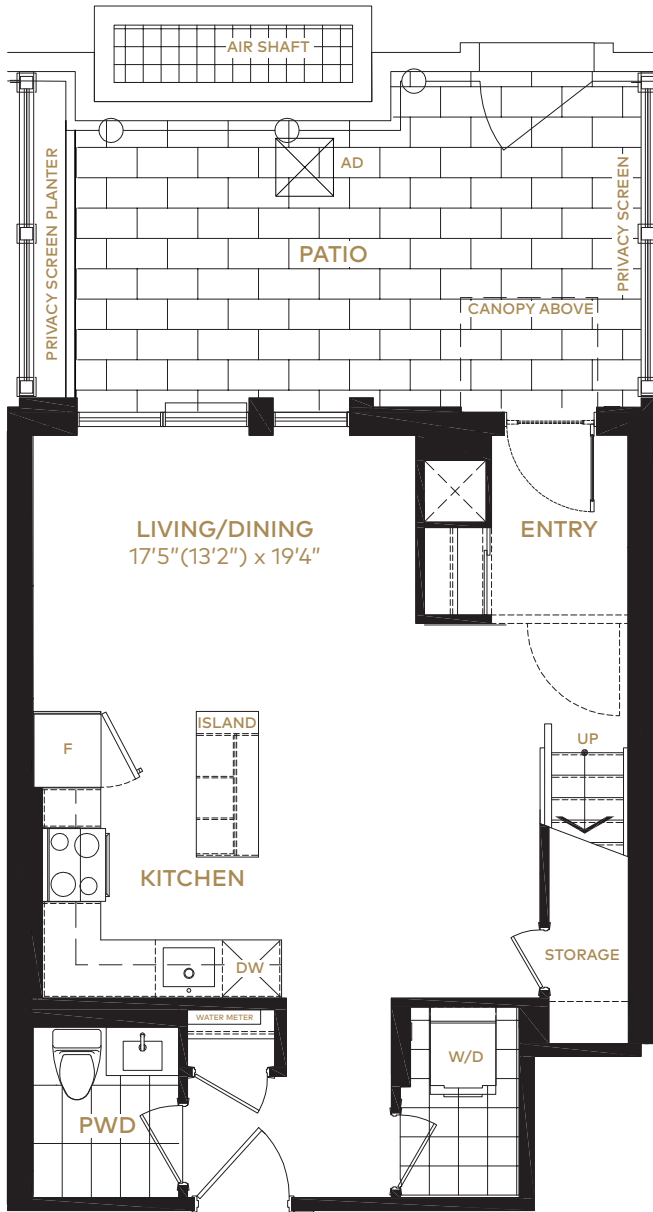 AIR SHAFT
AD
PRIVACY SCREEN PLANTER
PRIVACY SCREEN
PATIO
CANOPY ABOVE
LIVING/DINING
17'5"(13'2") x 19'4"
ENTRY
ISLAND
F
UP
KITCHEN
STORAGE
DW
WATER METER
W/D
PWD